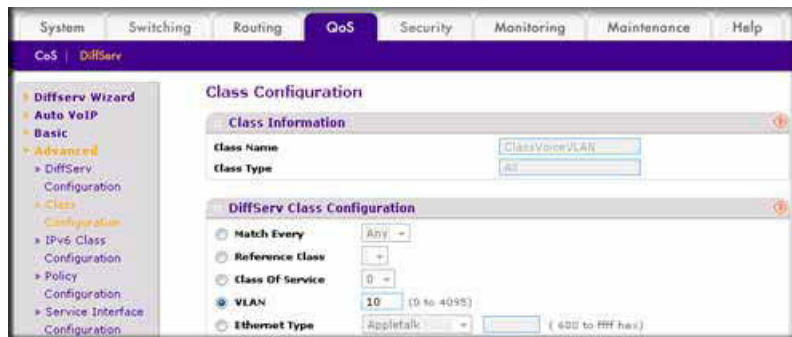 System Switching Routing QoS Security Monitoring Maintenance Help
CoS | DiffServ
Diffserv Wizard
Auto VoIP
Basic
Advanced
» DiffServ
Configuration
» Class
Configuration
» IPv6 Class
Configuration
» Policy
Configuration
» Service Interface
Configuration
Class Configuration
Class Information
Class Name ClassVoiceVLAN
Class Type All
DiffServ Class Configuration
Match Every Any
Reference Class
Class Of Service 0
VLAN 10 (0 to 4095)
Ethernet Type Appletalk ( 600 to ffff hex)